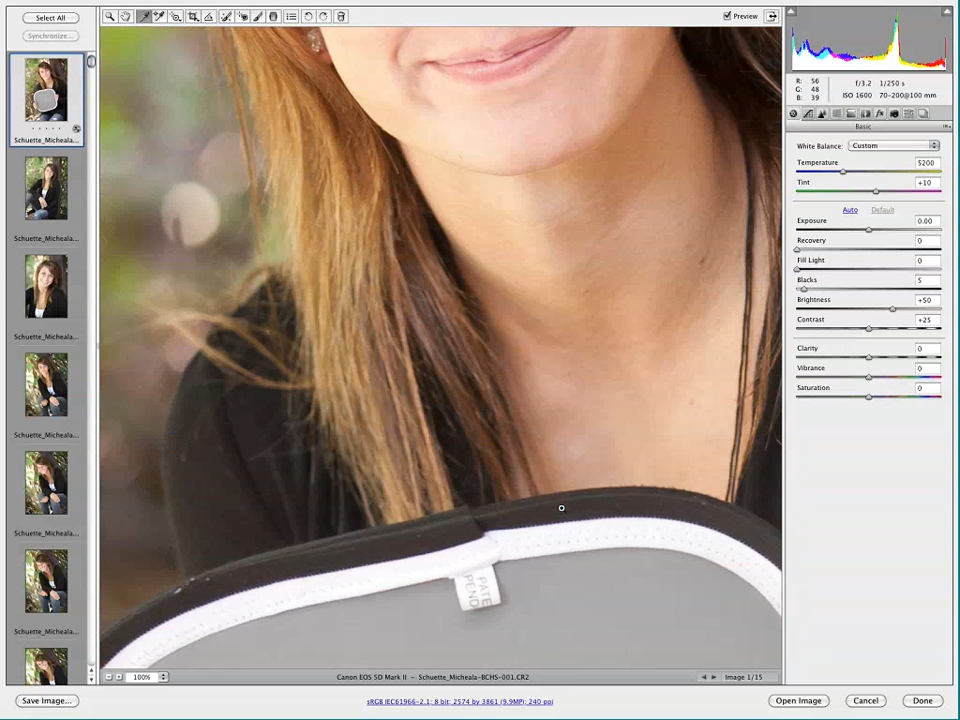 Select All
Synchronize...
Preview
Schuette_Micheala...
Schuette_Micheala...
Schuette_Micheala...
Schuette_Micheala...
Schuette_Micheala...
Schuette_Micheala...
PATE
PEND
100%
Canon EOS 5D Mark II – Schuette_Micheala-BCHS-001.CR2
Image 1/15
Save Image...
sRGB IEC61966-2.1; 8 bit; 2574 by 3861 (9.9MP); 240 ppi
Open Image
Cancel
Done
R: 56
G: 48
B: 39
f/3.2 1/250 s
ISO 1600 70-200@100 mm
Basic
White Balance: Custom
Temperature 5200
Tint +10
Auto Default
Exposure 0.00
Recovery 0
Fill Light 0
Blacks 5
Brightness +50
Contrast +25
Clarity 0
Vibrance 0
Saturation 0